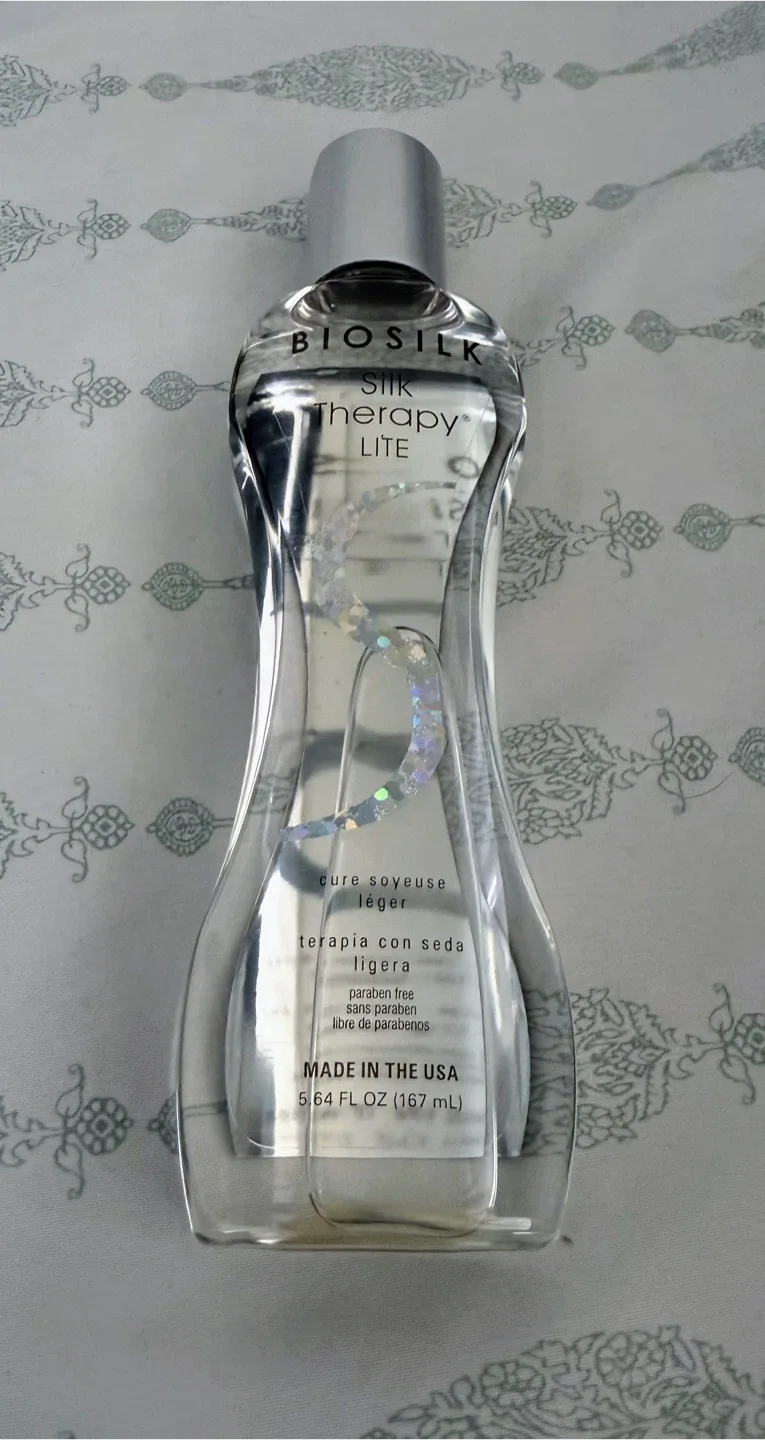 BIOSILK
Silk
Therapy®
LITE
cure soyeuse
léger
terapia con seda
ligera
paraben free
sans paraben
libre de parabenos
MADE IN THE USA
5.64 FL OZ (167 mL)